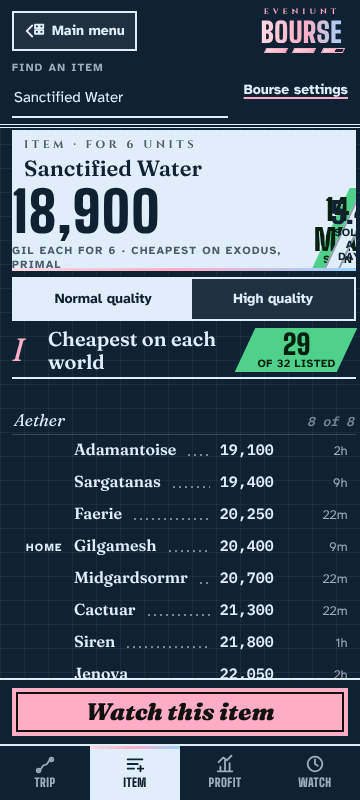 Main menu
EVENIUNT
BOURSE
FIND AN ITEM
Sanctified Water
Bourse settings
ITEM · FOR 6 UNITS
Sanctified Water
18,900
GIL EACH FOR 6 · CHEAPEST ON EXODUS,
PRIMAL
Normal quality
High quality
I
Cheapest on each
world
29
OF 32 LISTED
Aether
8 of 8
Adamantoise .... 19,100 2h
Sargatanas ....... 19,400 9h
Faerie .............. 20,250 22m
HOME Gilgamesh ....... 20,400 9m
Midgardsormr .. 20,700 22m
Cactuar ............ 21,300 22m
Siren ................ 21,800 1h
Jenova ............. 22,050 2h
Watch this item
TRIP
ITEM
PROFIT
WATCH